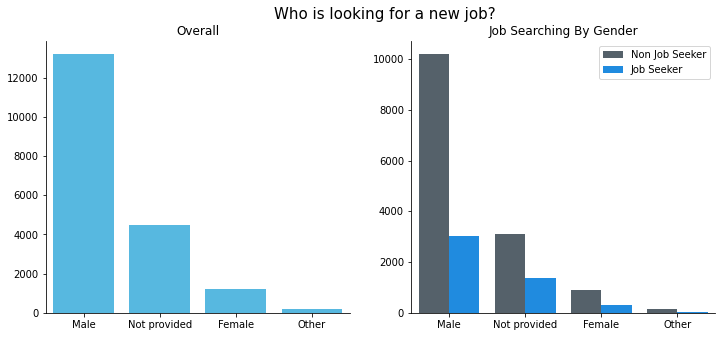 Who is looking for a new job?
Overall
12000
10000
8000
6000
4000
2000
0
Male Not provided Female Other
Job Searching By Gender
Non Job Seeker
Job Seeker
10000
8000
6000
4000
2000
0
Male Not provided Female Other